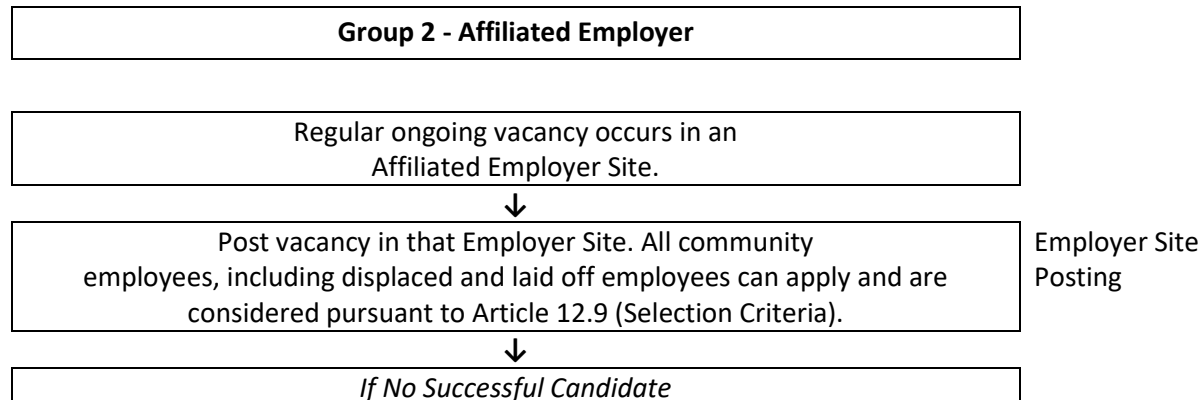 Group 2 - Affiliated Employer
Regular ongoing vacancy occurs in an
Affiliated Employer Site.
↓
Post vacancy in that Employer Site. All community
employees, including displaced and laid off employees can apply and are
considered pursuant to Article 12.9 (Selection Criteria).
Employer Site
Posting
↓
If No Successful Candidate